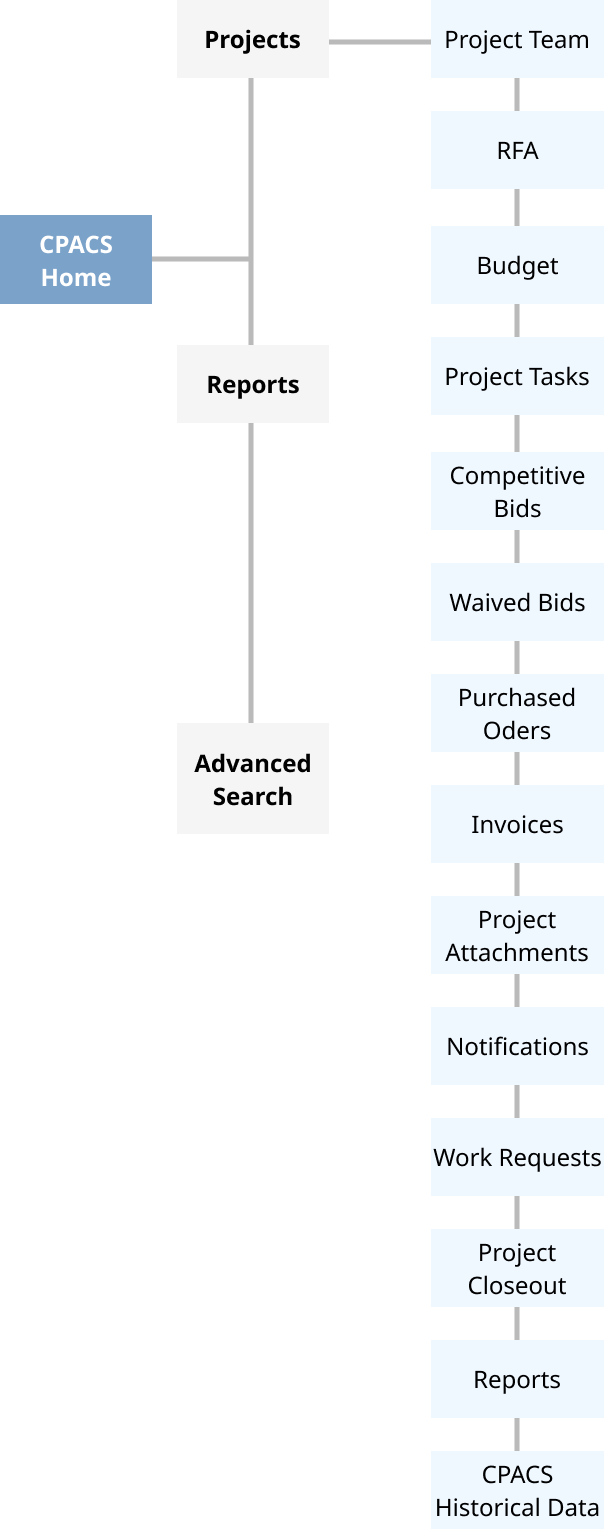 CPACS
Home
Projects
Reports
Advanced
Search
Project Team
RFA
Budget
Project Tasks
Competitive
Bids
Waived Bids
Purchased
Oders
Invoices
Project
Attachments
Notifications
Work Requests
Project
Closeout
Reports
CPACS
Historical Data